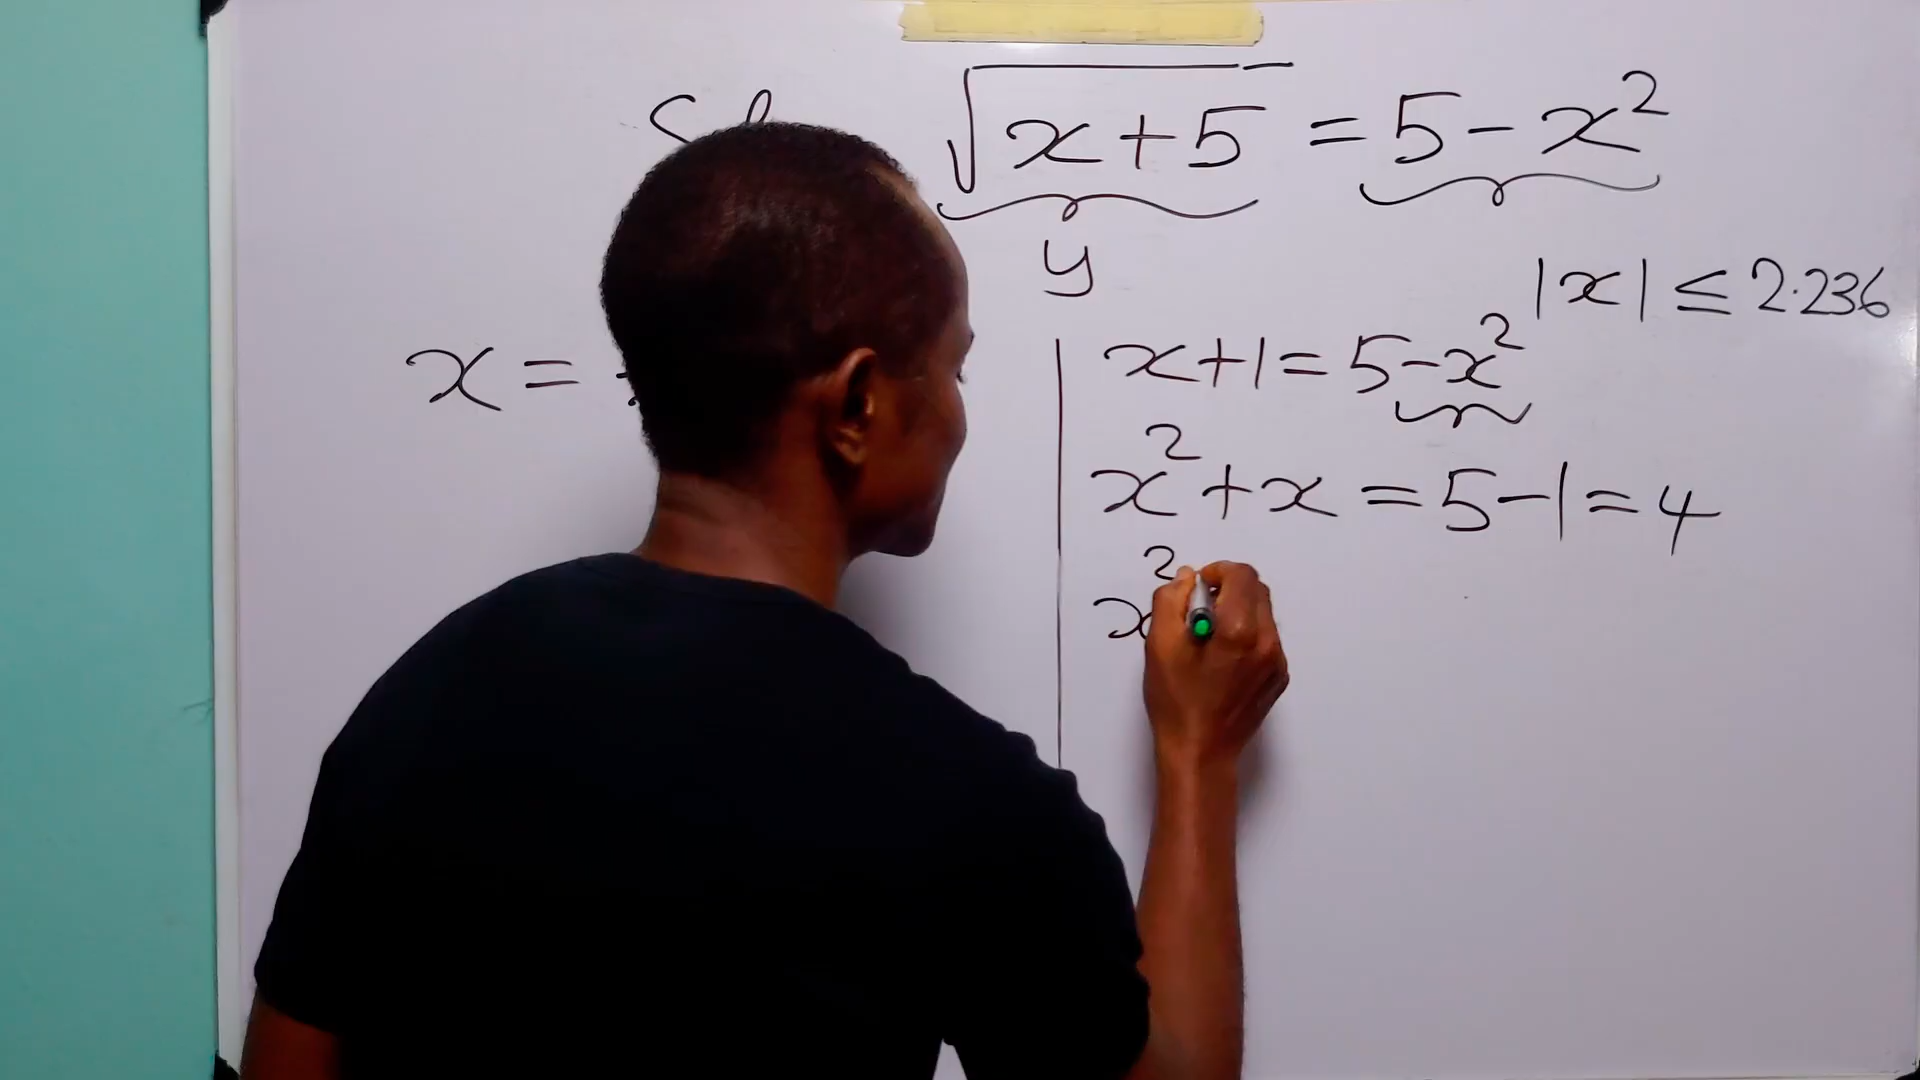 √(x+5) = 5-x²
y
|x| ≤ 2.236
x =
x+1 = 5-x²
x²+x = 5-1 = 4
x²